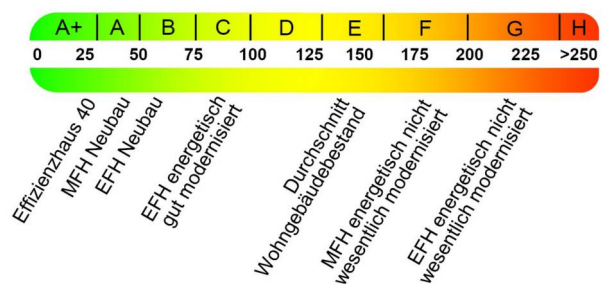 A+ A B C D E F G H
0 25 50 75 100 125 150 175 200 225 >250
Effizienzhaus 40
MFH Neubau
EFH Neubau
EFH energetisch
gut modernisiert
Durchschnitt
Wohngebäudebestand
MFH energetisch nicht
wesentlich modernisiert
EFH energetisch nicht
wesentlich modernisiert